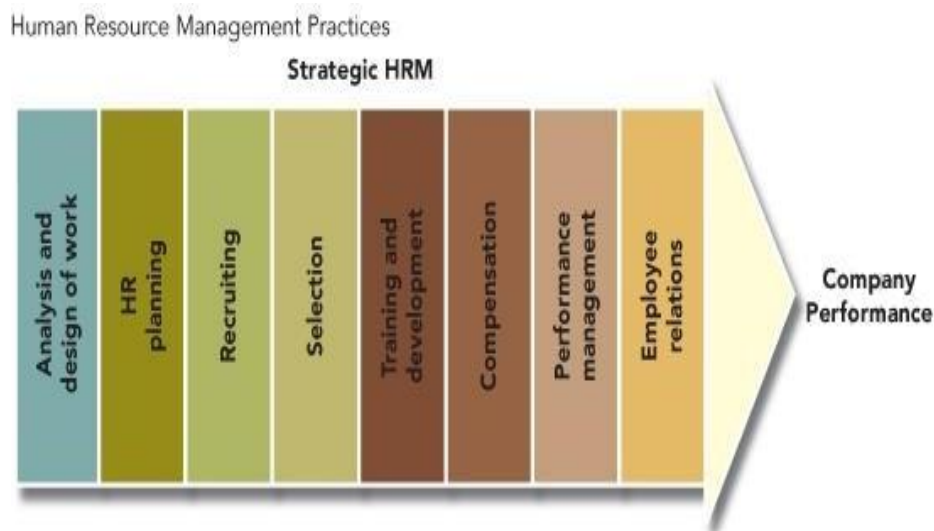 Human Resource Management Practices
Strategic HRM
Analysis and
design of work
HR
planning
Recruiting
Selection
Training and
development
Compensation
Performance
management
Employee
relations
Company
Performance